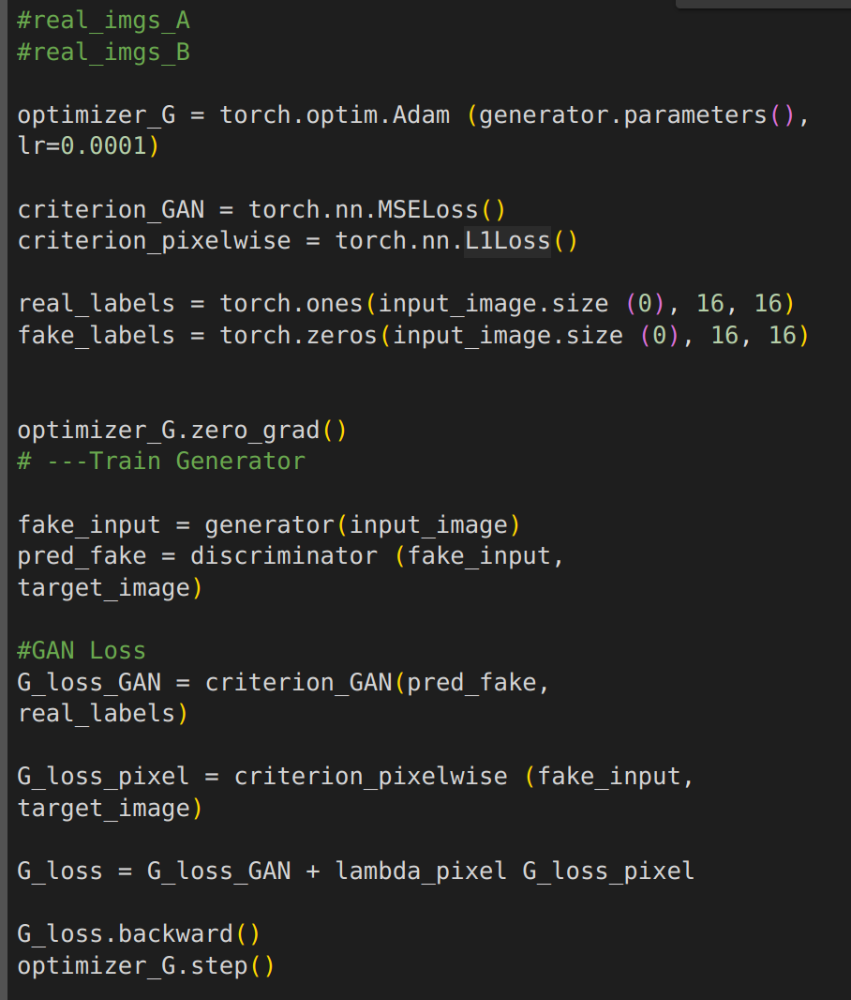 #real_imgs_A
#real_imgs_B
optimizer_G = torch.optim.Adam (generator.parameters(),
lr=0.0001)
criterion_GAN = torch.nn.MSELoss()
criterion_pixelwise = torch.nn.L1Loss()
real_labels = torch.ones(input_image.size (0), 16, 16)
fake_labels = torch.zeros(input_image.size (0), 16, 16)
optimizer_G.zero_grad()
# ---Train Generator
fake_input = generator(input_image)
pred_fake = discriminator (fake_input,
target_image)
#GAN Loss
G_loss_GAN = criterion_GAN(pred_fake,
real_labels)
G_loss_pixel = criterion_pixelwise (fake_input,
target_image)
G_loss = G_loss_GAN + lambda_pixel G_loss_pixel
G_loss.backward()
optimizer_G.step()